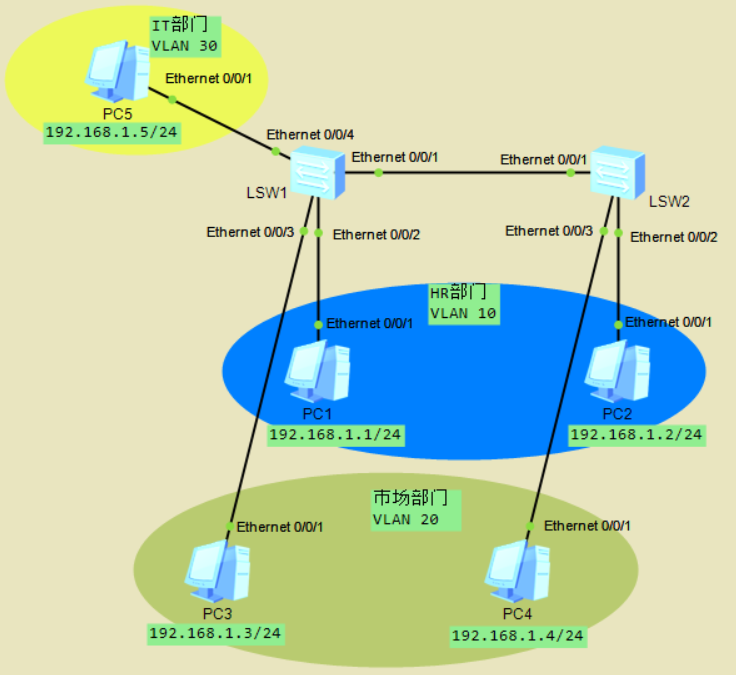 IT部门
VLAN 30
Ethernet 0/0/1
PC5
192.168.1.5/24
Ethernet 0/0/4
Ethernet 0/0/1
Ethernet 0/0/1
LSW1
LSW2
Ethernet 0/0/3
Ethernet 0/0/2
Ethernet 0/0/3
Ethernet 0/0/2
HR部门
VLAN 10
Ethernet 0/0/1
Ethernet 0/0/1
PC1
PC2
192.168.1.1/24
192.168.1.2/24
市场部门
VLAN 20
Ethernet 0/0/1
Ethernet 0/0/1
PC3
PC4
192.168.1.3/24
192.168.1.4/24